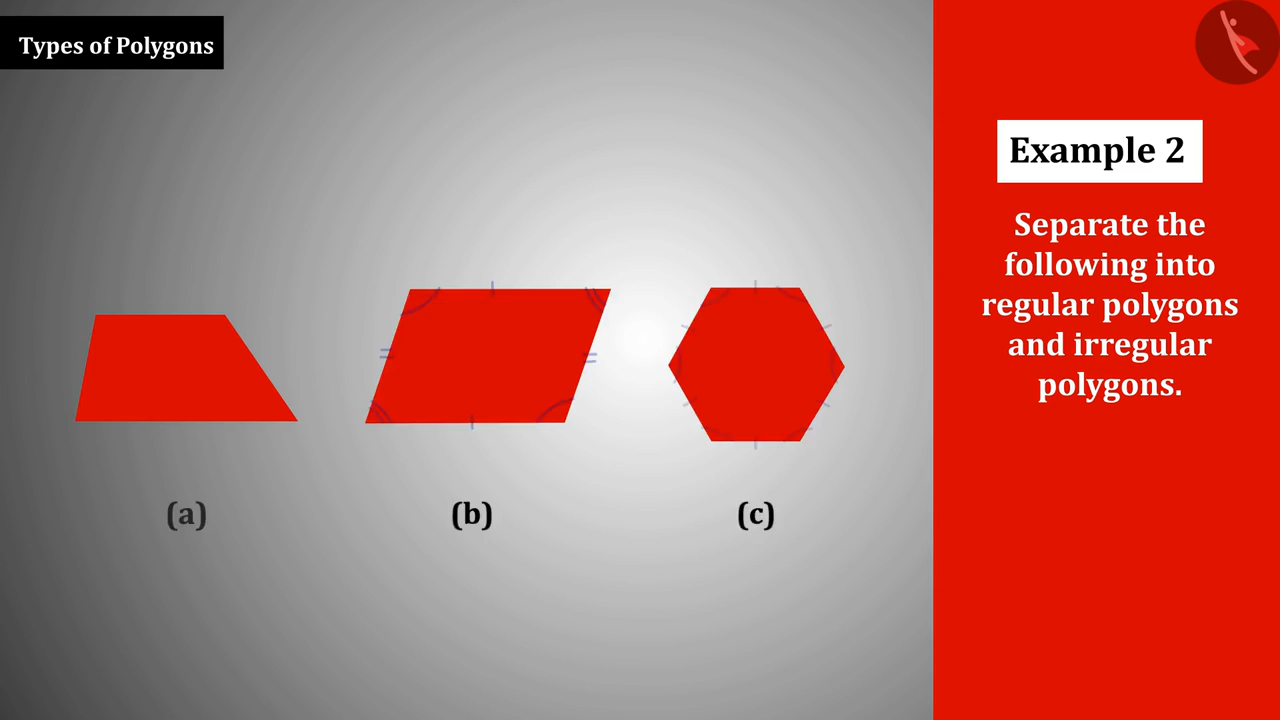 Types of Polygons
Example 2
Separate the
following into
regular polygons
and irregular
polygons.
(a)
(b)
(c)